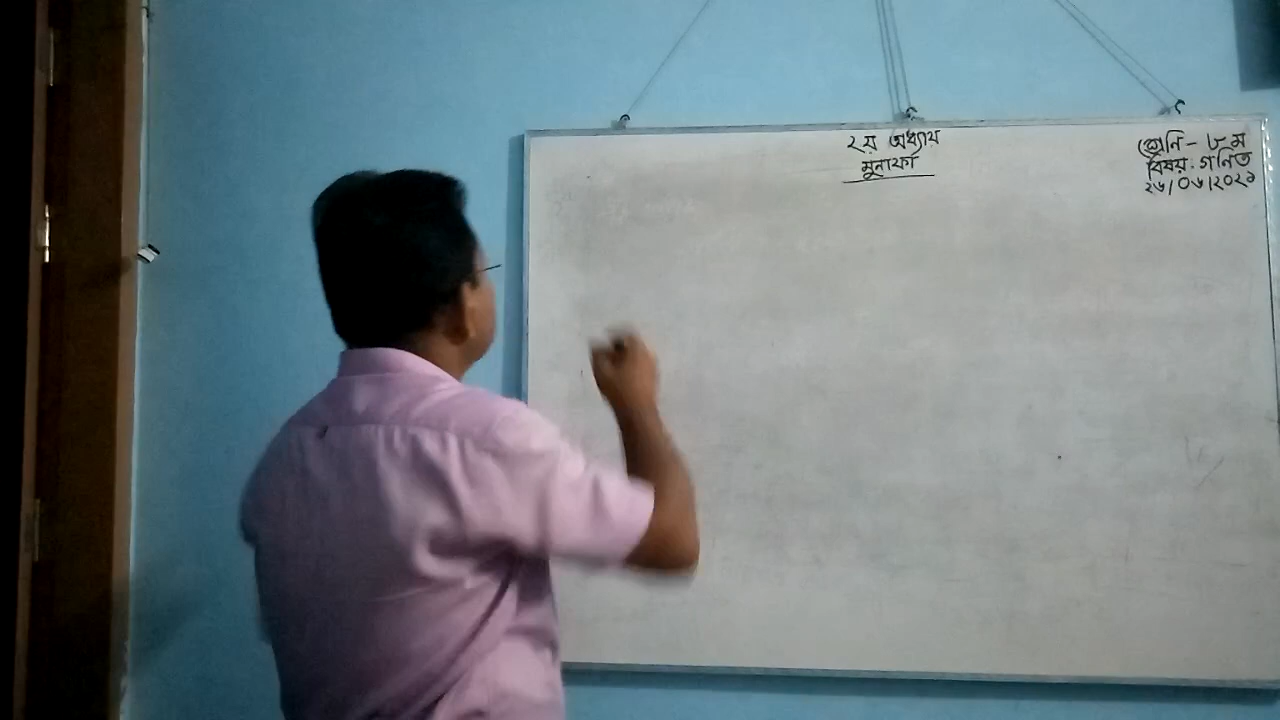 ২য় অধ্যায়
মুনাফা
শ্রেনি - ৮ম
বিষয়: গনিত
২৬/০৬/২০২১